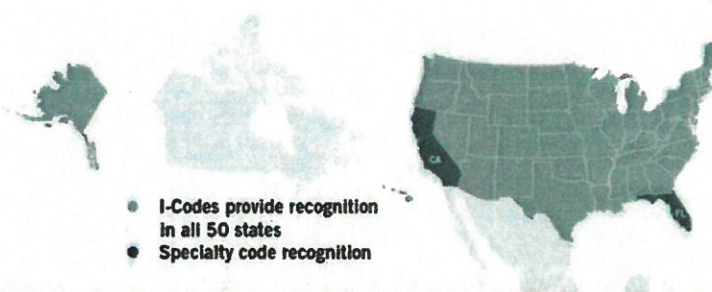 CA
FL
I-Codes provide recognition
in all 50 states
Specialty code recognition